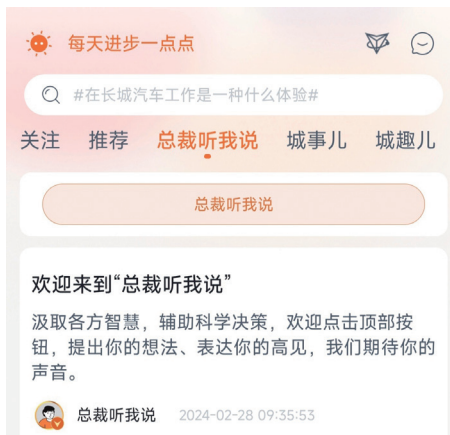 每天进步一点点
#在长城汽车工作是一种什么体验#
关注 推荐 总裁听我说 城事儿 城趣儿
总裁听我说
欢迎来到“总裁听我说”
汲取各方智慧，辅助科学决策，欢迎点击顶部按
钮，提出你的想法、表达你的高见，我们期待你的
声音。
总裁听我说 2024-02-28 09:35:53